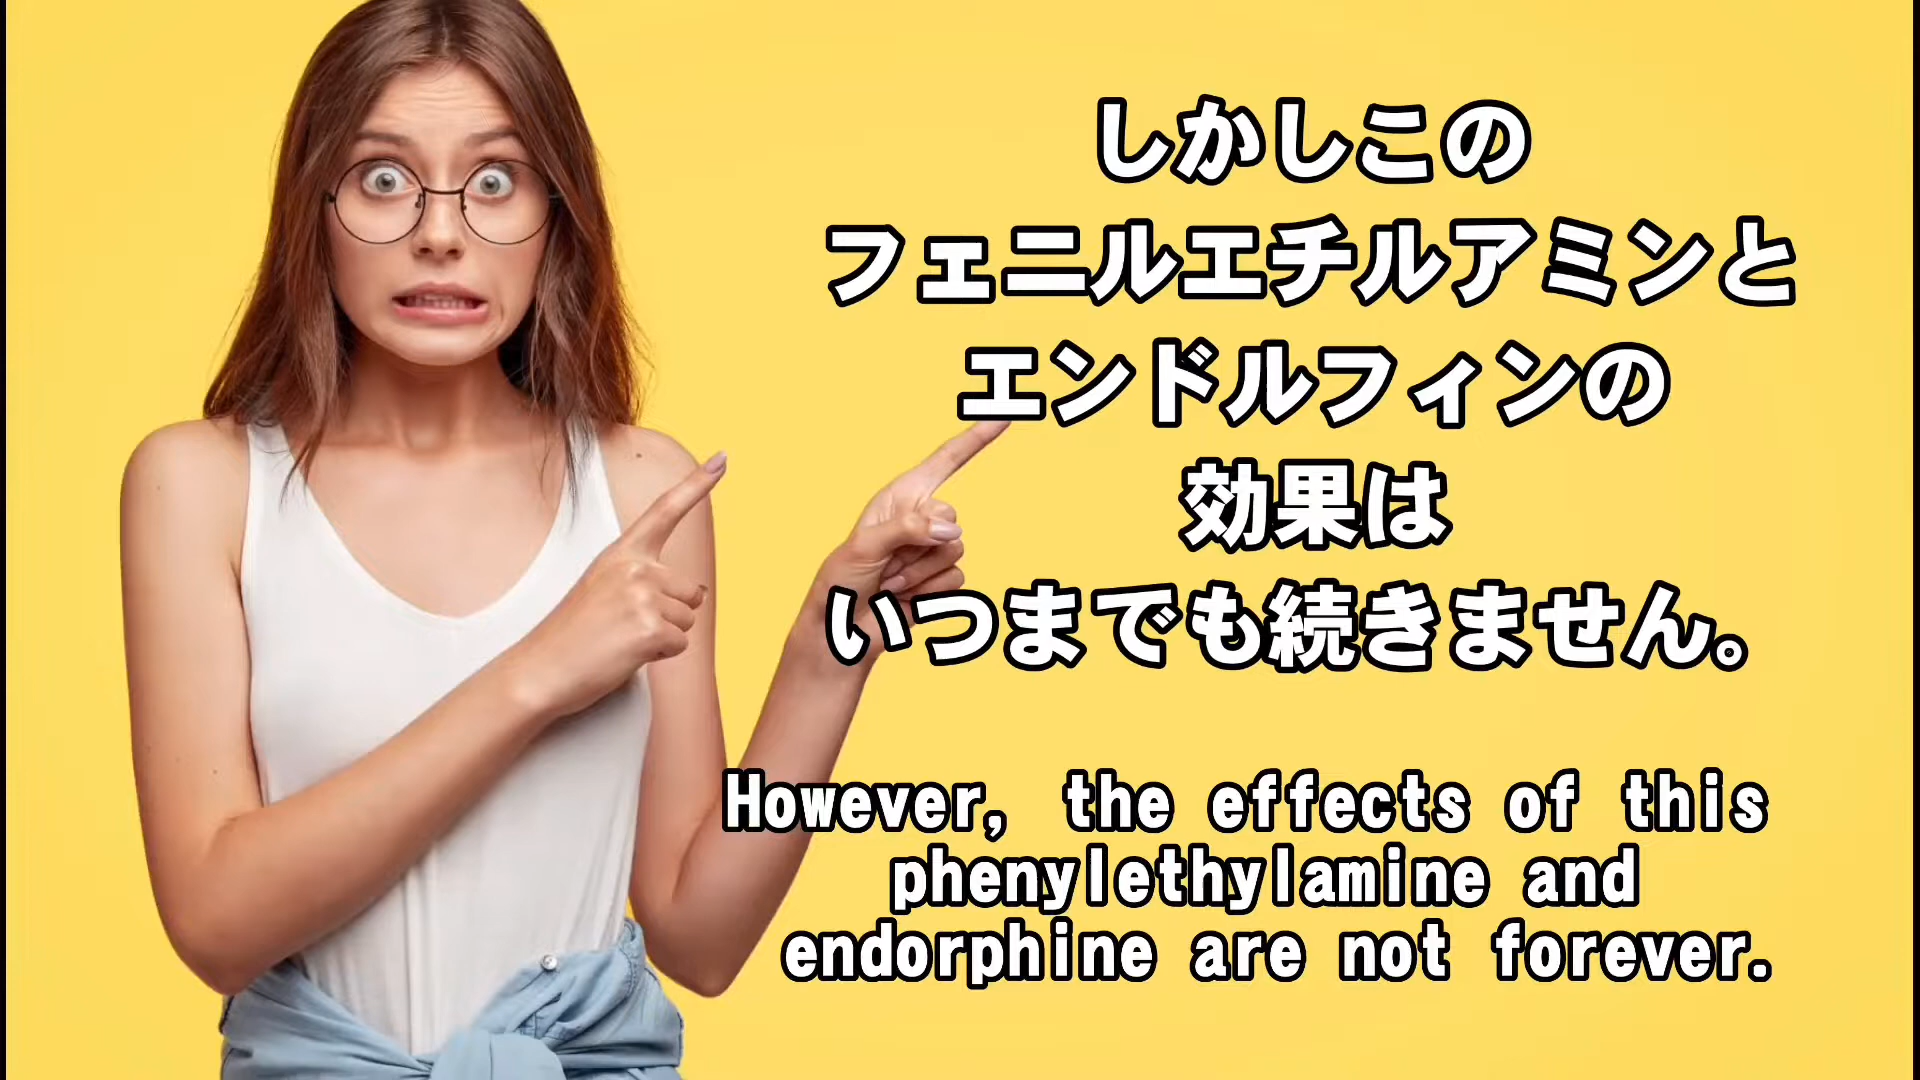 しかしこの
フェニルエチルアミンと
エンドルフィンの
効果は
いつまでも続きません。
However, the effects of this
phenylethylamine and
endorphine are not forever.